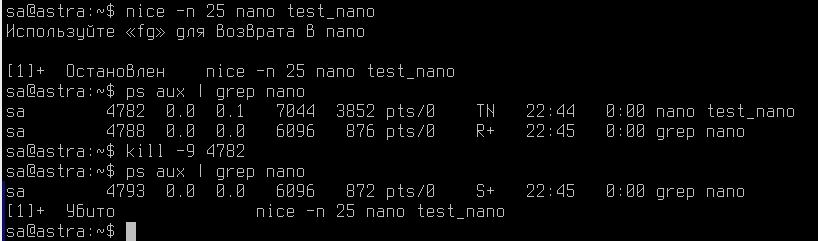 sa@astra:~$ nice -n 25 nano test_nano
Используйте «fg» для возврата в nano

[1]+  Остановлен    nice -n 25 nano test_nano
sa@astra:~$ ps aux | grep nano
sa        4782  0.0  0.1   7044  3852 pts/0    TN   22:44   0:00 nano test_nano
sa        4788  0.0  0.0   6096   876 pts/0    R+   22:45   0:00 grep nano
sa@astra:~$ kill -9 4782
sa@astra:~$ ps aux | grep nano
sa        4793  0.0  0.0   6096   872 pts/0    S+   22:45   0:00 grep nano
[1]+  Убито              nice -n 25 nano test_nano
sa@astra:~$